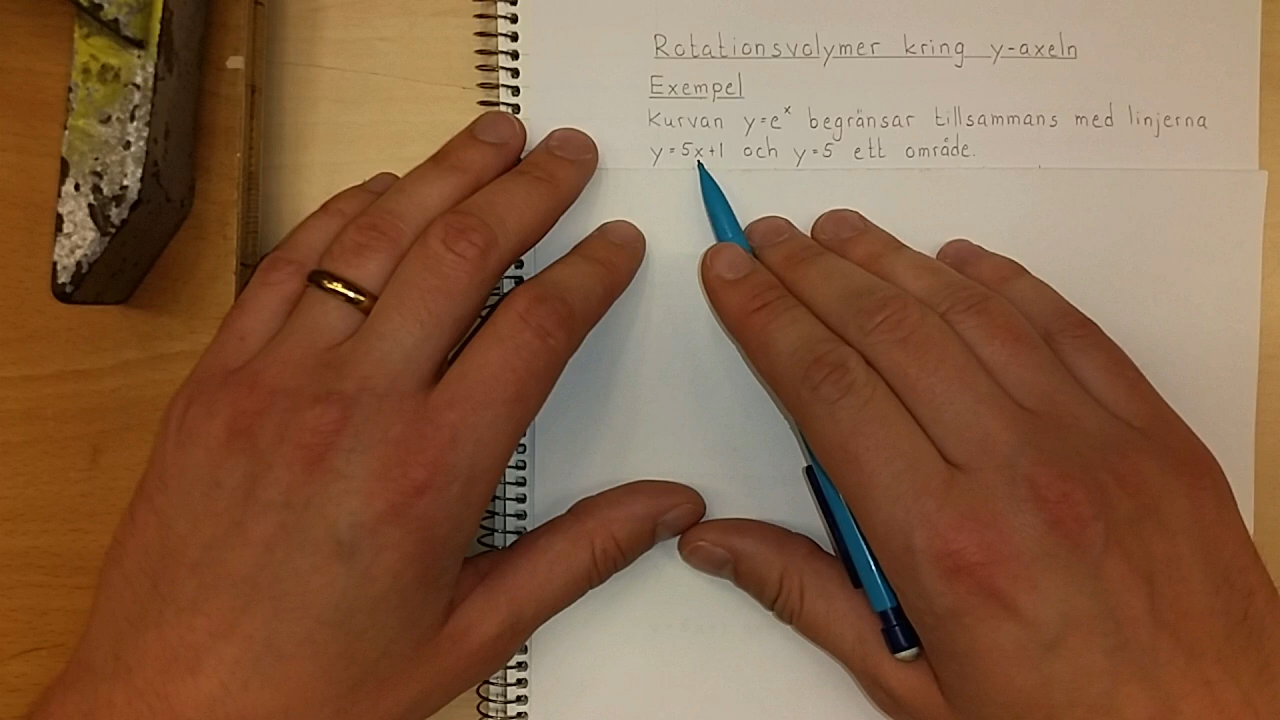 Rotationsvolymer kring y-axeln
Exempel
Kurvan y=e^x begränsar tillsammans med linjerna
y=5x+1 och y=5 ett område.